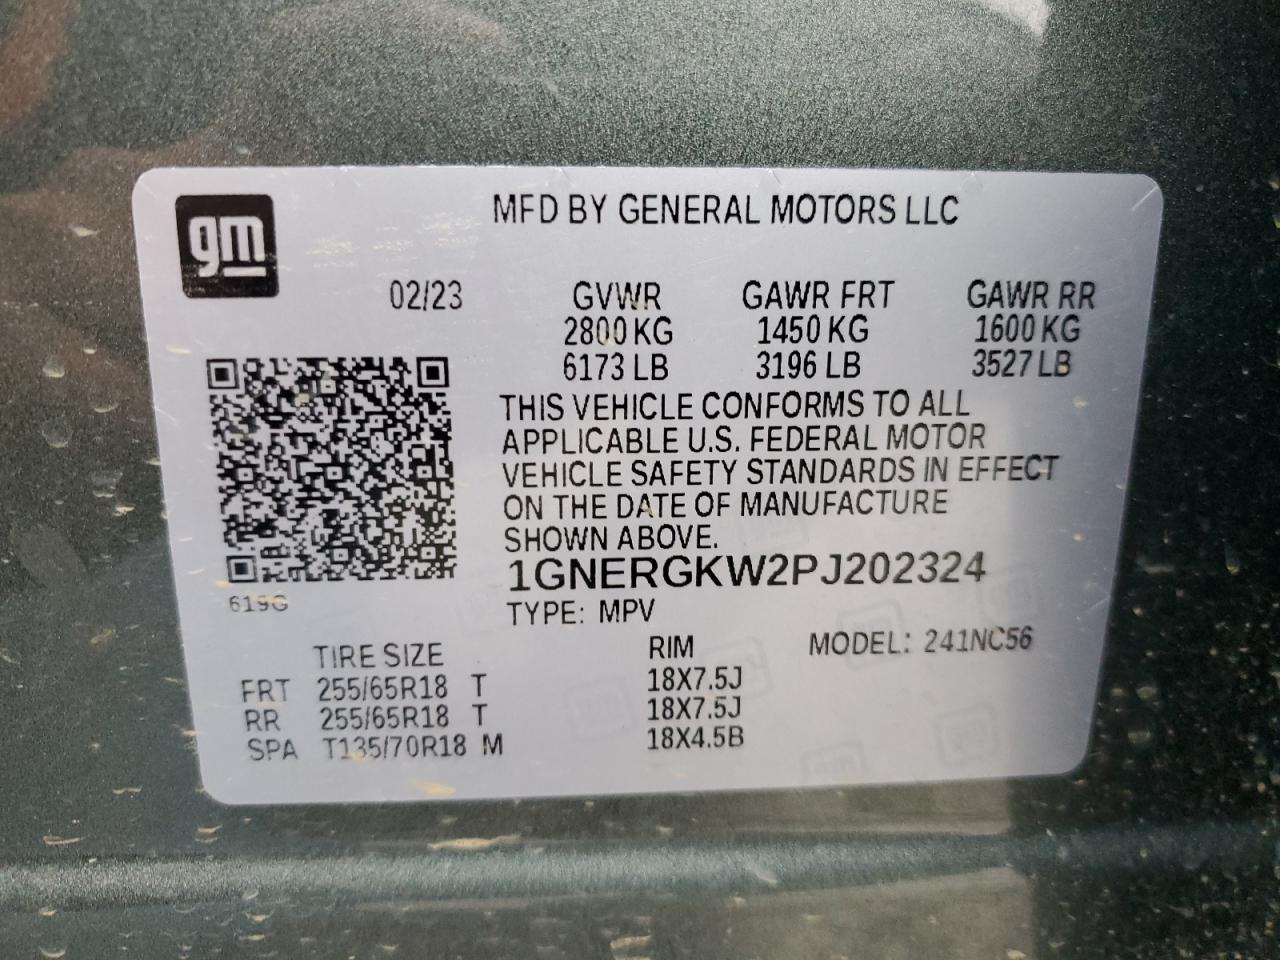 gm
MFD BY GENERAL MOTORS LLC
02/23 GVWR GAWR FRT GAWR RR
2800 KG 1450 KG 1600 KG
6173 LB 3196 LB 3527 LB
THIS VEHICLE CONFORMS TO ALL
APPLICABLE U.S. FEDERAL MOTOR
VEHICLE SAFETY STANDARDS IN EFFECT
ON THE DATE OF MANUFACTURE
SHOWN ABOVE.
1GNERGKW2PJ202324
619G
TYPE: MPV
TIRE SIZE RIM MODEL: 241NC56
FRT 255/65R18 T 18X7.5J
RR 255/65R18 T 18X7.5J
SPA T135/70R18 M 18X4.5B